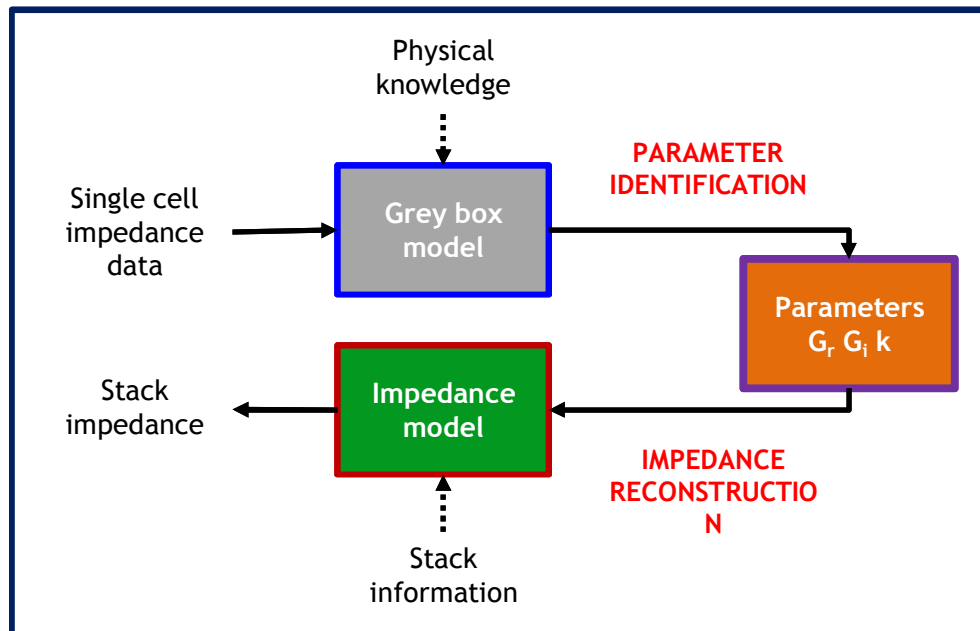 Physical
knowledge
PARAMETER
IDENTIFICATION
Single cell
impedance
data
Grey box
model
Parameters
Gr Gi k
Stack
impedance
Impedance
model
IMPEDANCE
RECONSTRUCTIO
N
Stack
information